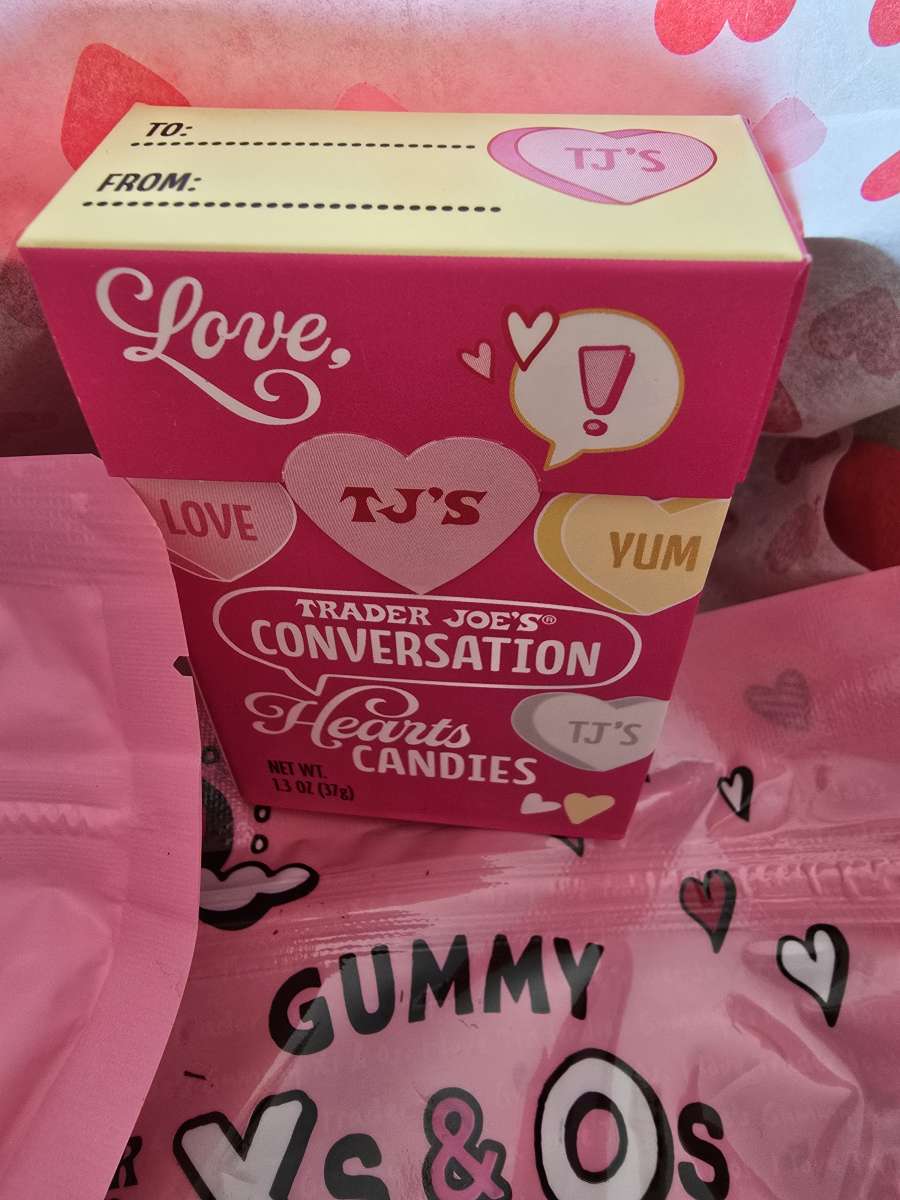 TO:
FROM:
TJ'S
Love,
!
LOVE
TJ'S
YUM
TRADER JOE'S®
CONVERSATION
Hearts
CANDIES
TJ'S
NET WT.
1.3 OZ (37g)
GUMMY
Xs & Os